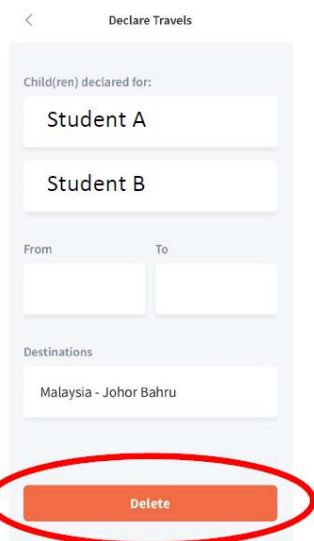 Declare Travels
Child(ren) declared for:
Student A
Student B
From To
Destinations
Malaysia - Johor Bahru
Delete